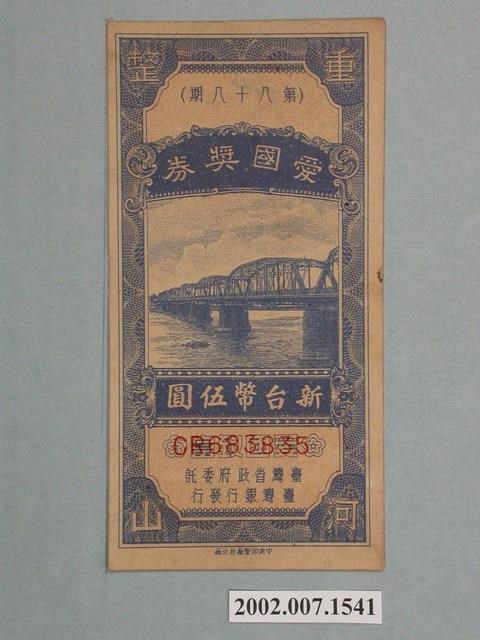 重整
(第八十八期)
愛國獎券
新台幣伍圓
CR683835
臺灣省政府委託
臺灣銀行發行
河山
中央印製廠台北廠
2002.007.1541